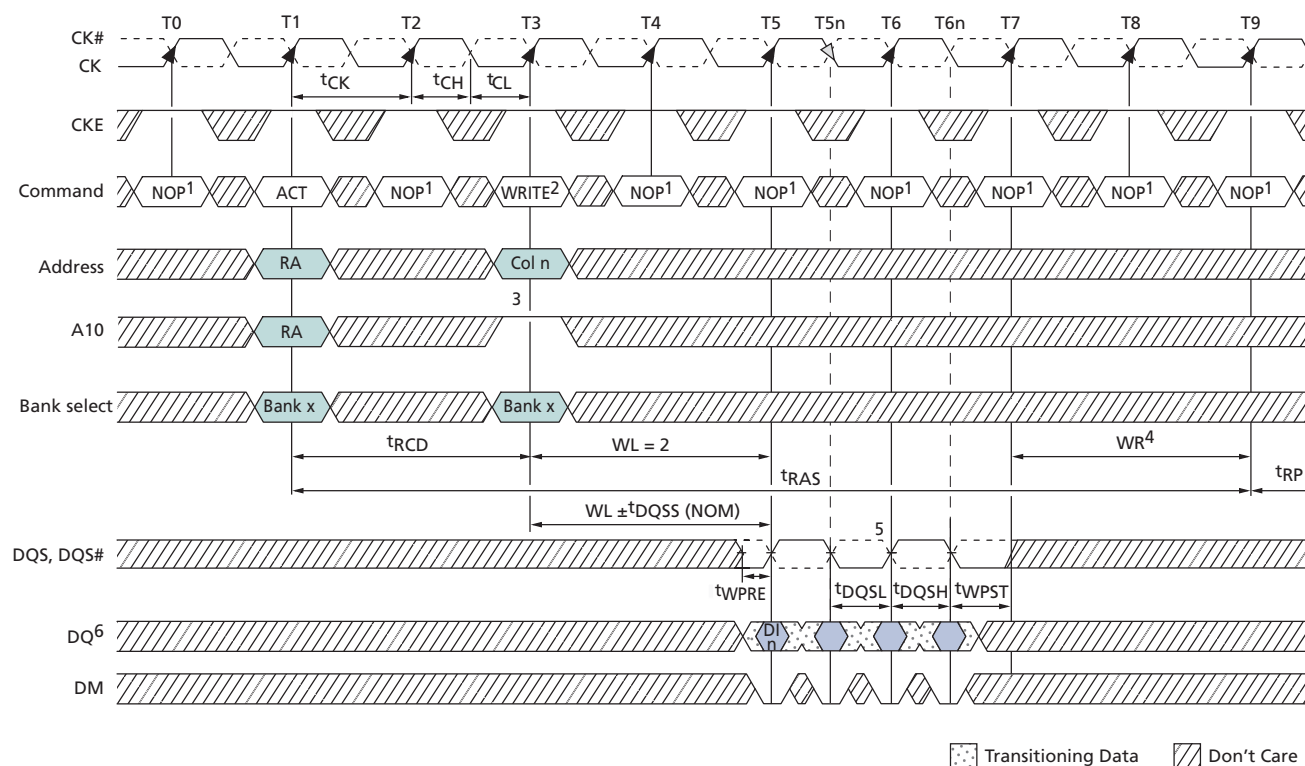 T0 T1 T2 T3 T4 T5 T5n T6 T6n T7 T8 T9
CK#
CK
tCK tCH tCL
CKE
Command NOP1 ACT NOP1 WRITE2 NOP1 NOP1 NOP1 NOP1 NOP1 NOP1
Address RA Col n
3
A10 RA
Bank select Bank x Bank x
tRCD WL = 2 WR4
tRAS tRP
WL ±tDQSS (NOM)
5
DQS, DQS#
tWPRE tDQSL tDQSH tWPST
DQ6 DI
n
DM
Transitioning Data Don't Care